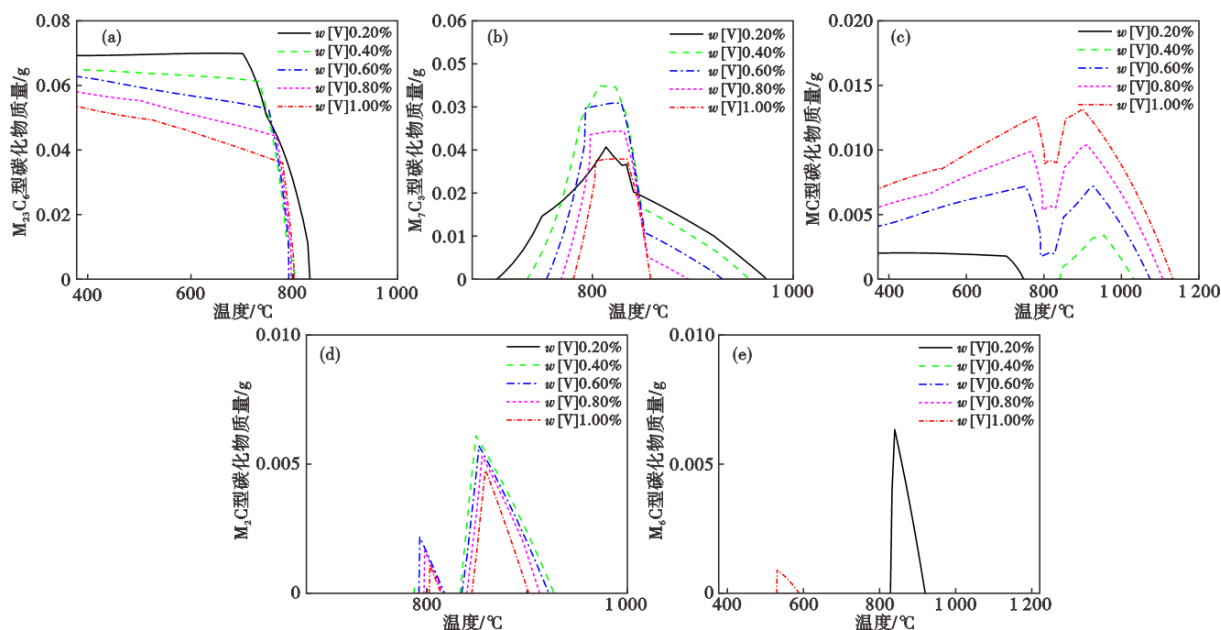 M₂₃C₆型碳化物质量/g
0.08
0.06
0.04
0.02
0
(a)
w[V]0.20%
w[V]0.40%
w[V]0.60%
w[V]0.80%
w[V]1.00%
400 600 800 1 000
温度/℃
M₇C₃型碳化物质量/g
0.06
0.05
0.03
0.04
0.02
0.01
0
(b)
w[V]0.20%
w[V]0.40%
w[V]0.60%
w[V]0.80%
w[V]1.00%
800 1 000
温度/℃
MC型碳化物质量/g
0.020
0.015
0.010
0.005
0
(c)
w[V]0.20%
w[V]0.40%
w[V]0.60%
w[V]0.80%
w[V]1.00%
400 600 800 1 000 1 200
温度/℃
M₂C型碳化物质量/g
0.010
0.005
0
(d)
w[V]0.20%
w[V]0.40%
w[V]0.60%
w[V]0.80%
w[V]1.00%
800 1 000
温度/℃
M₆C型碳化物质量/g
0.010
0.005
0
(e)
w[V]0.20%
w[V]0.40%
w[V]0.60%
w[V]0.80%
w[V]1.00%
400 600 800 1 000 1 200
温度/℃